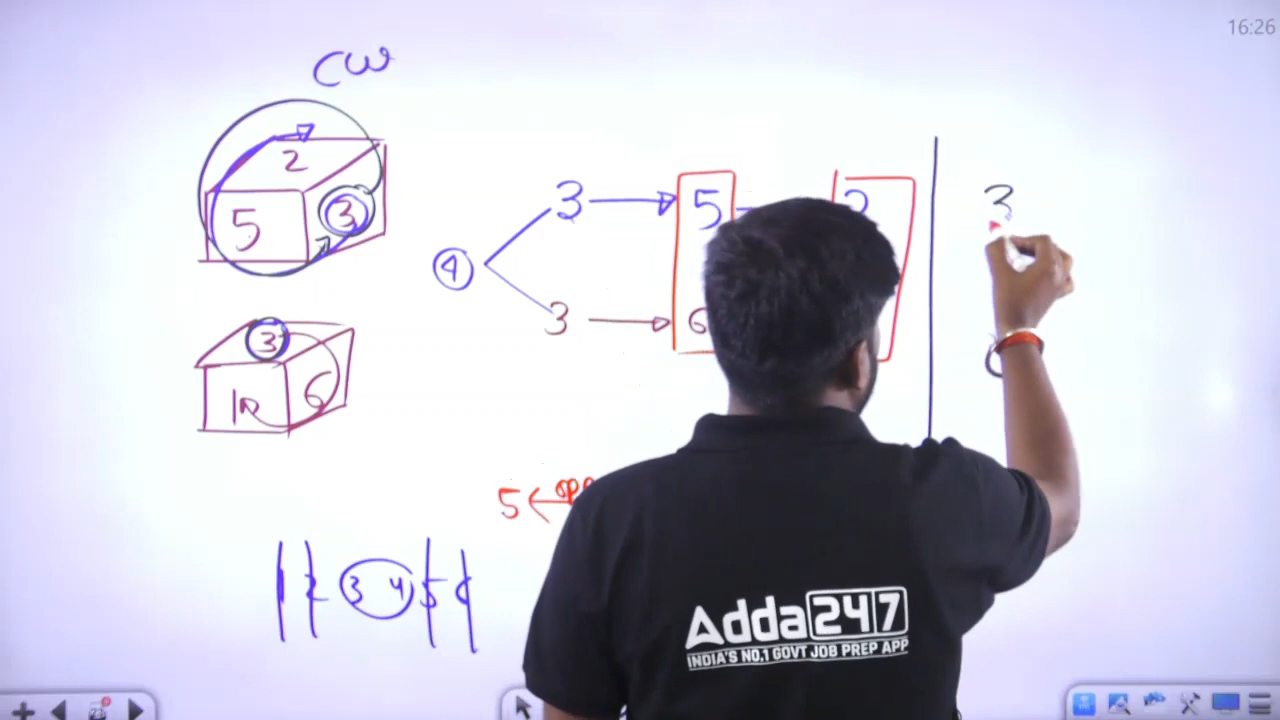 16:26
CW
2
5 3
3
1 6
3 → 5
4
3 → 6
3
5 ← opp
1 2 3 4 5 6
Adda247
INDIA'S NO.1 GOVT JOB PREP APP